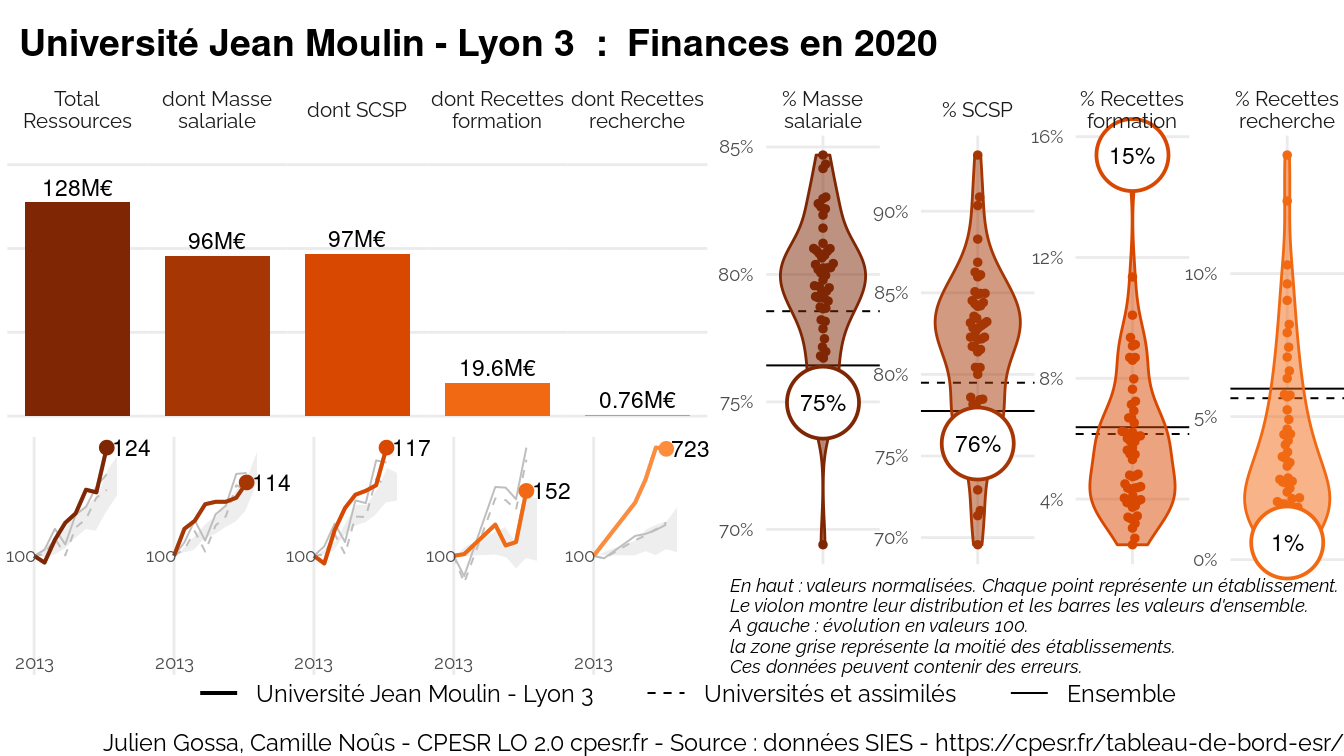 Université Jean Moulin - Lyon 3 : Finances en 2020
Total
Ressources
dont Masse
salariale
dont SCSP
dont Recettes
formation
dont Recettes
recherche
128M€
96M€
97M€
19.6M€
0.76M€
100
124
2013
100
114
2013
100
117
2013
100
152
2013
100
723
2013
% Masse
salariale
85%
80%
75%
70%
75%
% SCSP
90%
85%
80%
75%
70%
76%
% Recettes
formation
16%
12%
8%
4%
15%
% Recettes
recherche
10%
5%
0%
1%
En haut : valeurs normalisées. Chaque point représente un établissement.
Le violon montre leur distribution et les barres les valeurs d'ensemble.
A gauche : évolution en valeurs 100.
la zone grise représente la moitié des établissements.
Ces données peuvent contenir des erreurs.
Université Jean Moulin - Lyon 3
Universités et assimilés
Ensemble
Julien Gossa, Camille Noûs - CPESR LO 2.0 cpesr.fr - Source : données SIES - https://cpesr.fr/tableau-de-bord-esr/